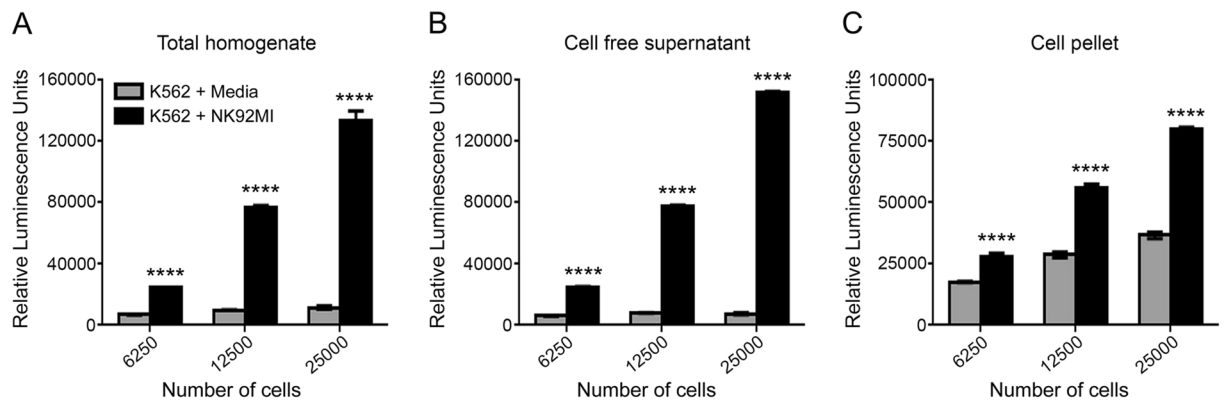 A
Total homogenate
Relative Luminescence Units
160000
120000
80000
40000
0
K562 + Media
K562 + NK92MI
****
****
****
6250
12500
25000
Number of cells
B
Cell free supernatant
Relative Luminescence Units
160000
120000
80000
40000
0
****
****
****
6250
12500
25000
Number of cells
C
Cell pellet
Relative Luminescence Units
100000
75000
50000
25000
0
****
****
****
6250
12500
25000
Number of cells